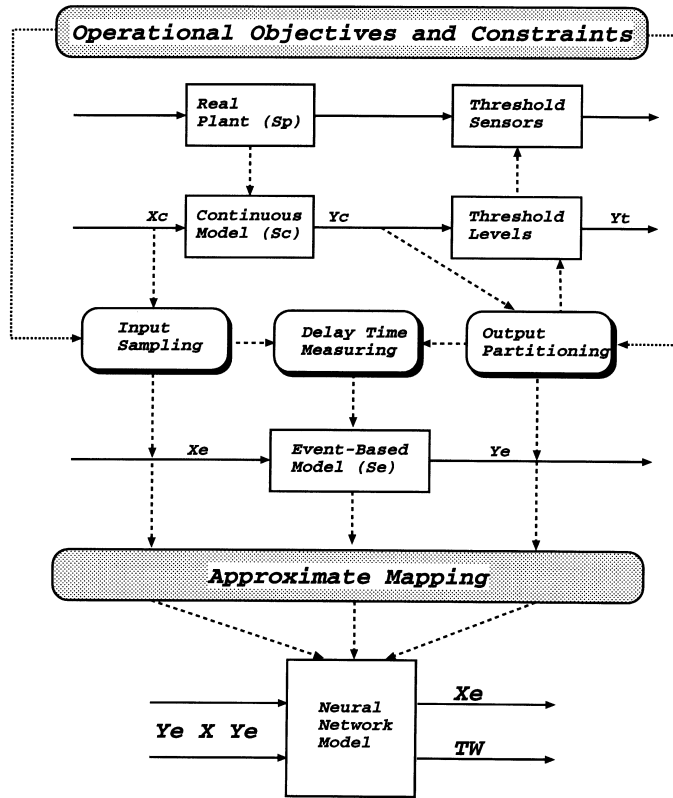 Operational Objectives and Constraints
Real
Plant (Sp)
Threshold
Sensors
Xc
Continuous
Model (Sc)
Yc
Threshold
Levels
Yt
Input
Sampling
Delay Time
Measuring
Output
Partitioning
Xe
Event-Based
Model (Se)
Ye
Approximate Mapping
Ye X Ye
Neural
Network
Model
Xe
TW